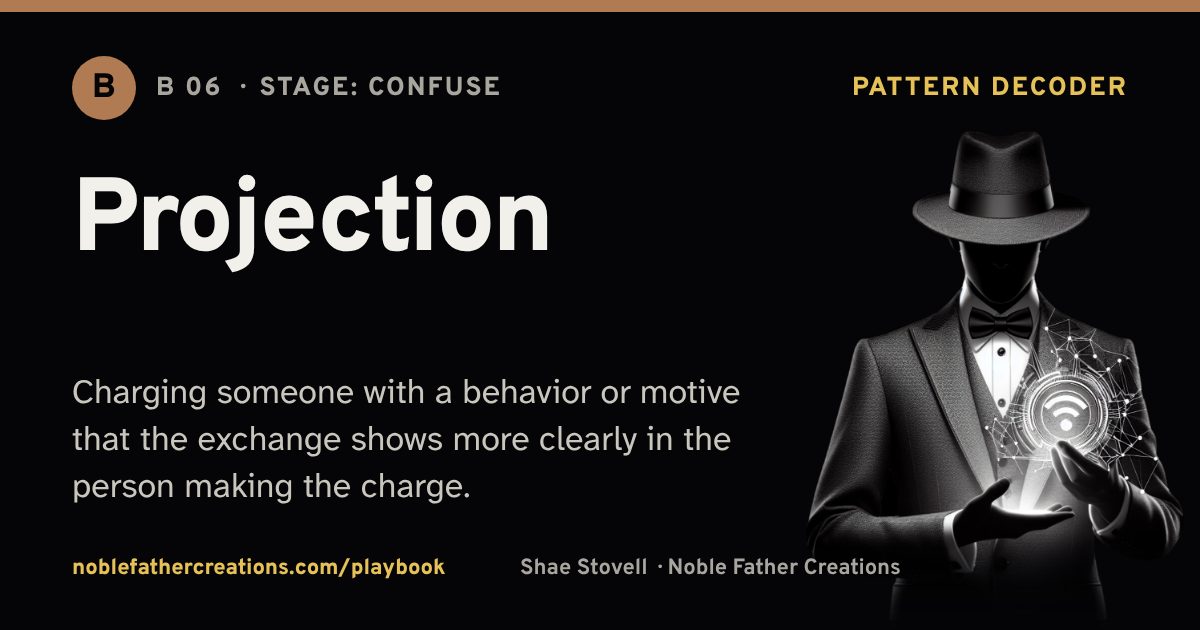 B
B 06 · STAGE: CONFUSE
PATTERN DECODER
Projection
Charging someone with a behavior or motive
that the exchange shows more clearly in the
person making the charge.
noblefathercreations.com/playbook
Shae Stovell · Noble Father Creations